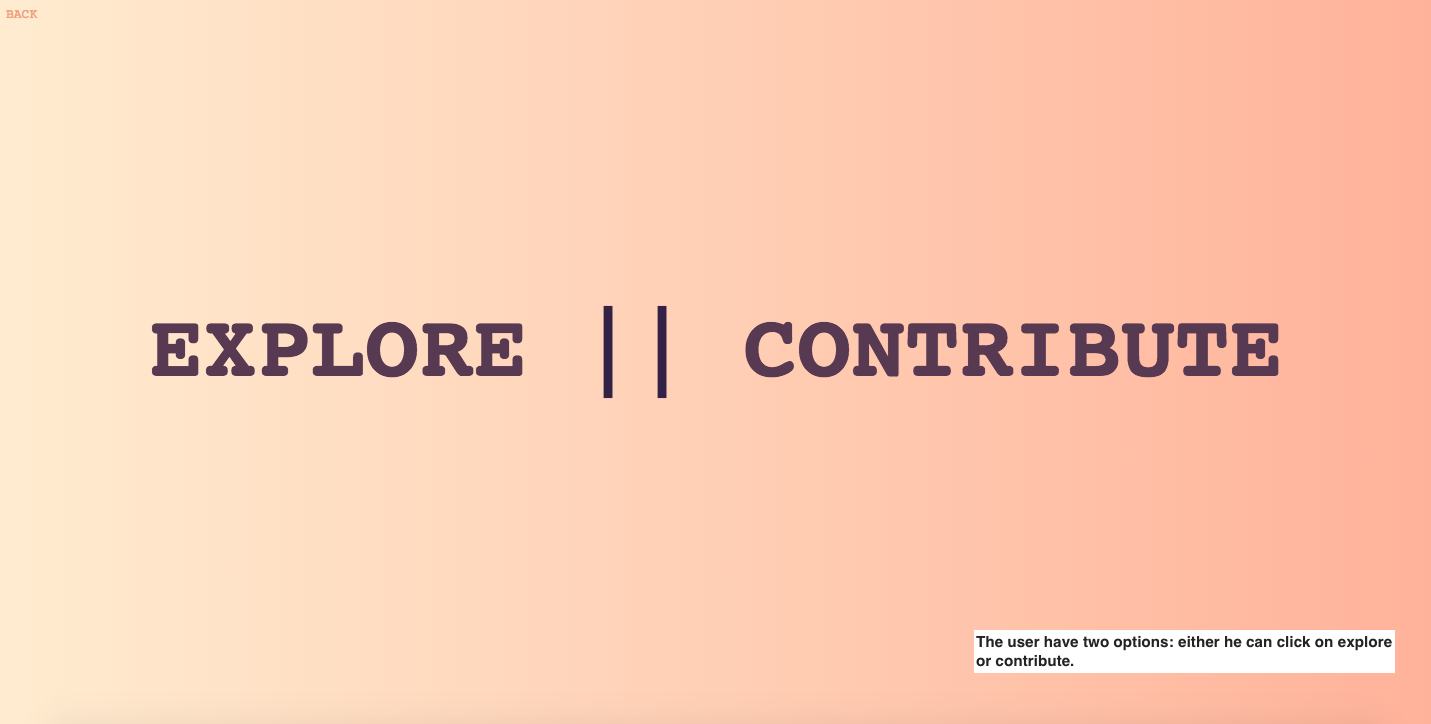 BACK
EXPLORE || CONTRIBUTE
The user have two options: either he can click on explore
or contribute.